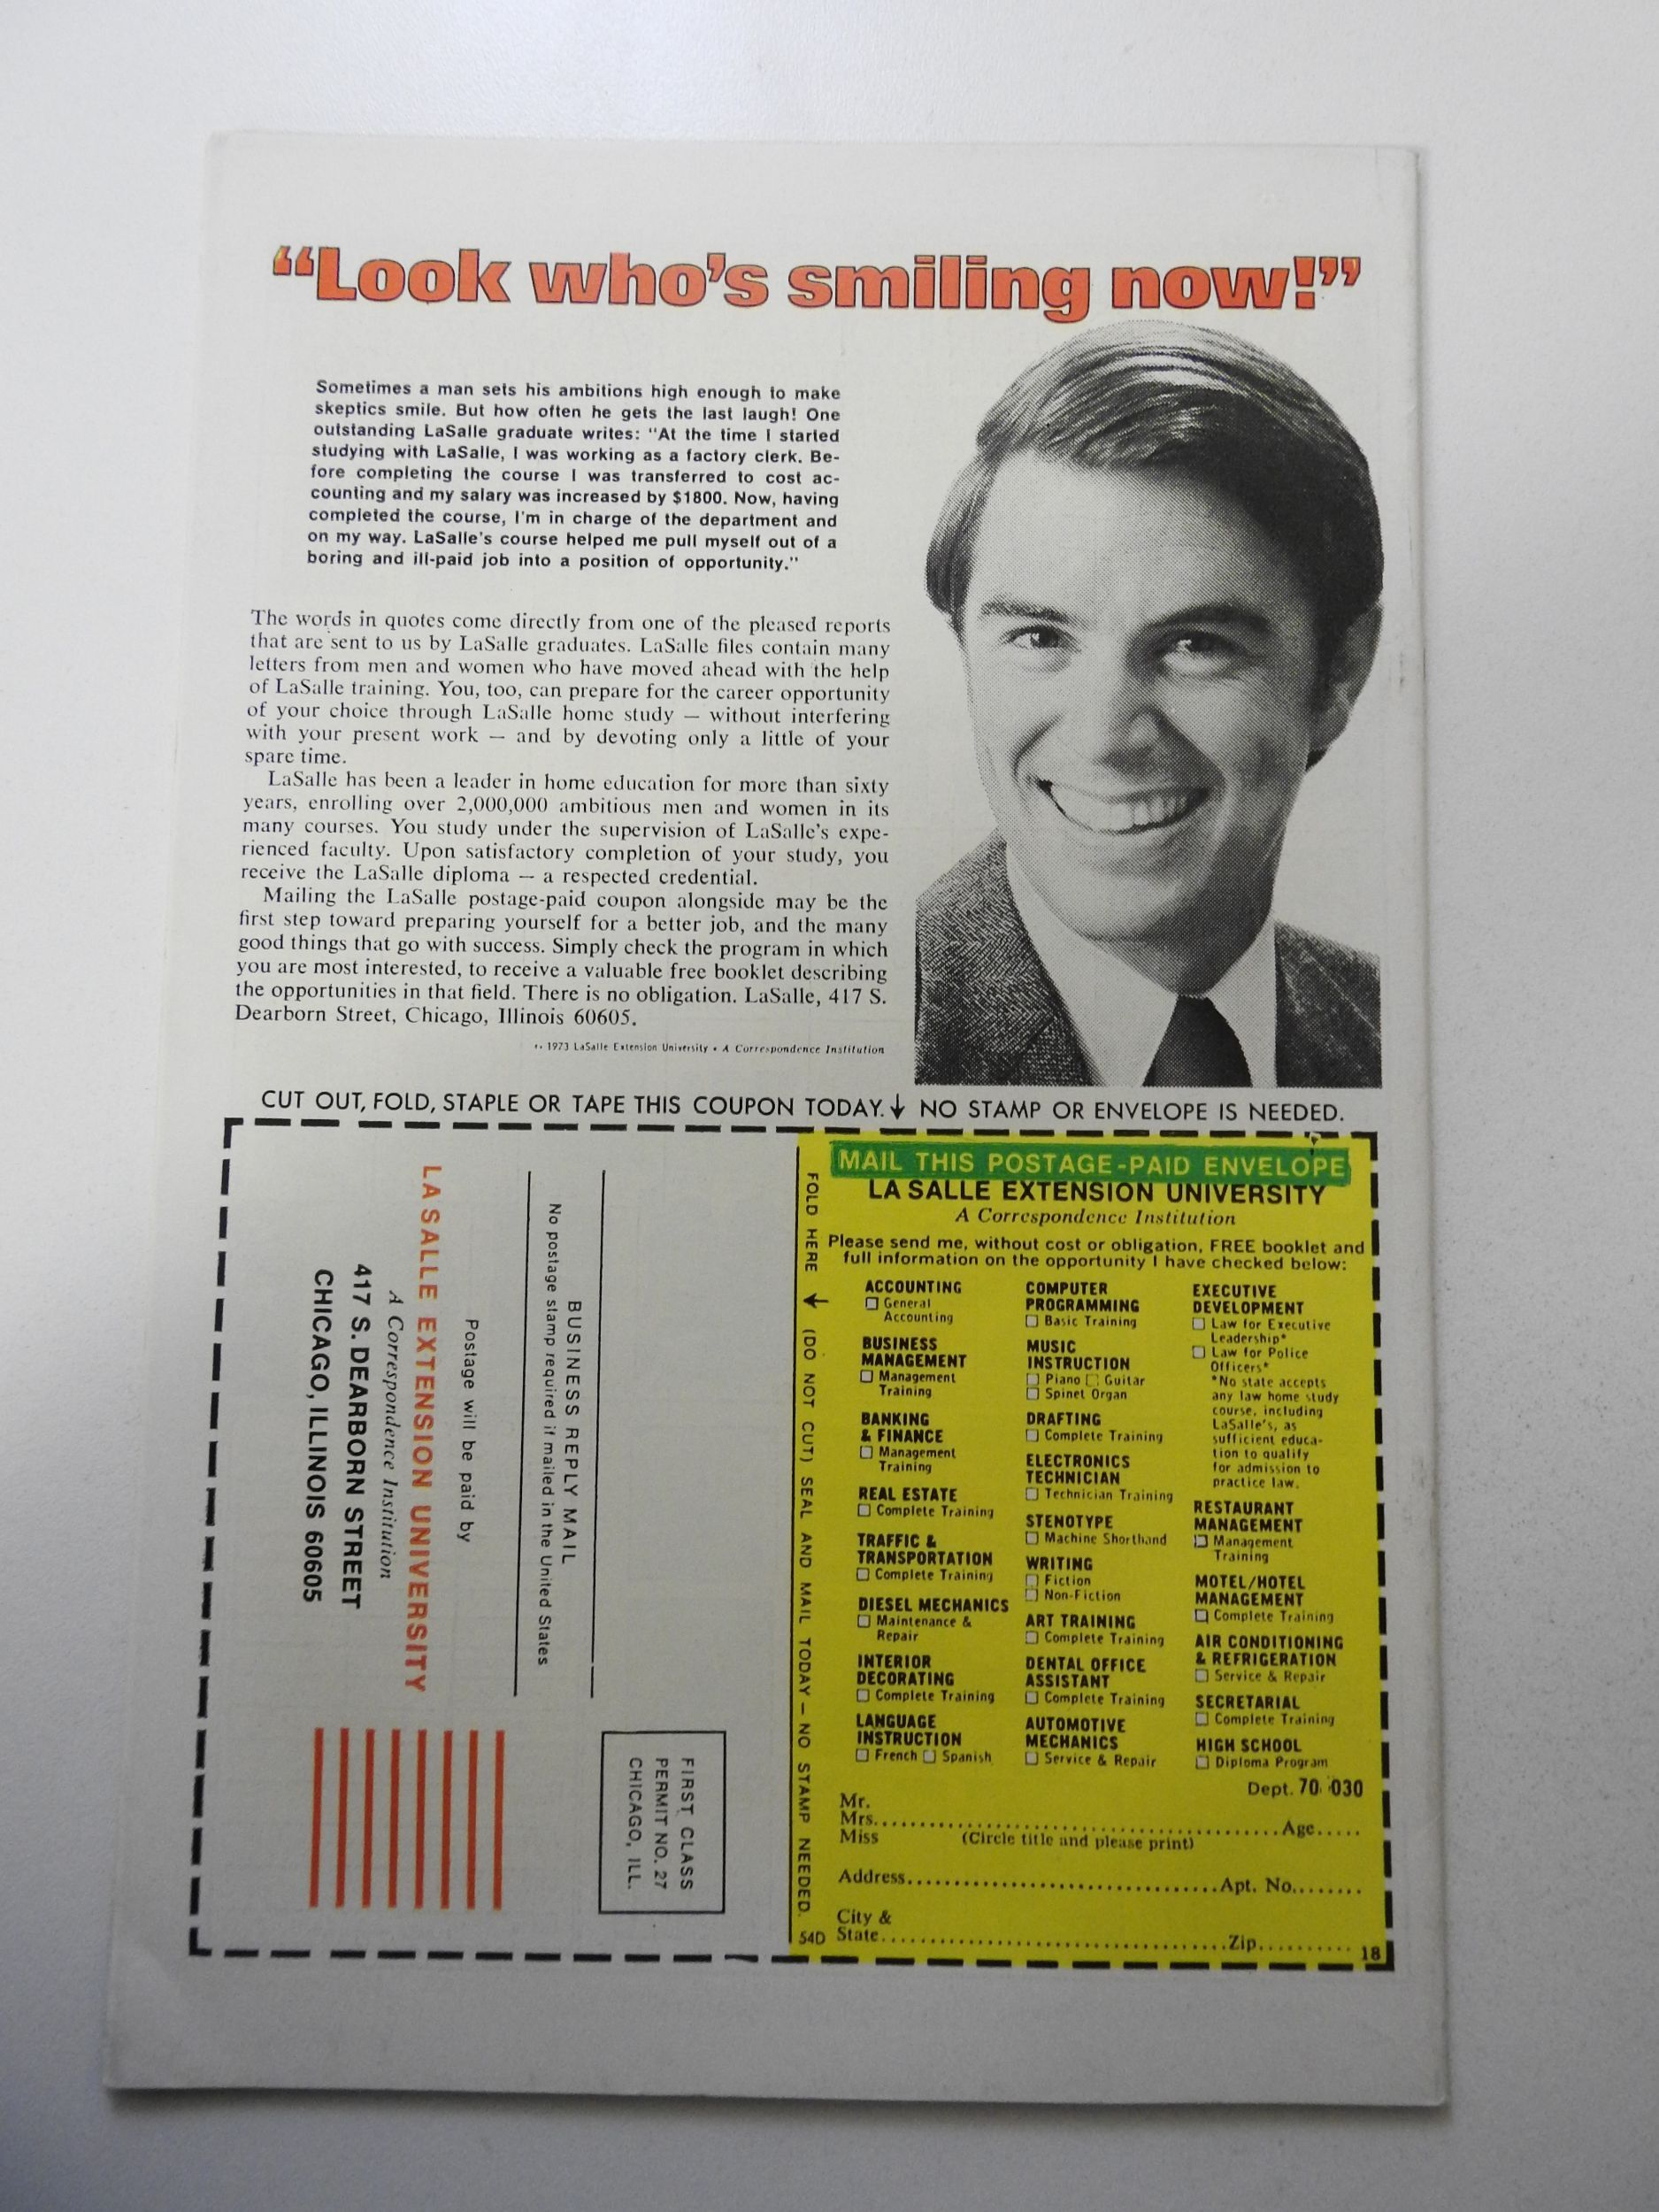 “Look who’s smiling now!”
Sometimes a man sets his ambitions high enough to make
skeptics smile. But how often he gets the last laugh! One
outstanding LaSalle graduate writes: “At the time I started
studying with LaSalle, I was working as a factory clerk. Be-
fore completing the course I was transferred to cost ac-
counting and my salary was increased by $1800. Now, having
completed the course, I'm in charge of the department and
on my way. LaSalle's course helped me pull myself out of a
boring and ill-paid job into a position of opportunity.”
The words in quotes come directly from one of the pleased reports
that are sent to us by LaSalle graduates. LaSalle files contain many
letters from men and women who have moved ahead with the help
of LaSalle training. You, too, can prepare for the career opportunity
of your choice through LaSalle home study — without interfering
with your present work — and by devoting only a little of your
spare time.
LaSalle has been a leader in home education for more than sixty
years, enrolling over 2,000,000 ambitious men and women in its
many courses. You study under the supervision of LaSalle's expe-
rienced faculty. Upon satisfactory completion of your study, you
receive the LaSalle diploma — a respected credential.
Mailing the LaSalle postage-paid coupon alongside may be the
first step toward preparing yourself for a better job, and the many
good things that go with success. Simply check the program in which
you are most interested, to receive a valuable free booklet describing
the opportunities in that field. There is no obligation. LaSalle, 417 S.
Dearborn Street, Chicago, Illinois 60605.
1973 LaSalle Extension University • A Correspondence Institution
CUT OUT, FOLD, STAPLE OR TAPE THIS COUPON TODAY.↓ NO STAMP OR ENVELOPE IS NEEDED.
FIRST CLASS
PERMIT NO. 27
CHICAGO, ILL.
BUSINESS REPLY MAIL
No postage stamp required if mailed in the United States
Postage will be paid by
LASALLE EXTENSION UNIVERSITY
A Correspondence Institution
417 S. DEARBORN STREET
CHICAGO, ILLINOIS 60605
FOLD HERE ↓ (DO NOT CUT) SEAL AND MAIL TODAY — NO STAMP NEEDED.
54D
MAIL THIS POSTAGE-PAID ENVELOPE
LA SALLE EXTENSION UNIVERSITY
A Correspondence Institution
Please send me, without cost or obligation, FREE booklet and
full information on the opportunity I have checked below:
ACCOUNTING
☐ General
Accounting
BUSINESS
MANAGEMENT
☐ Management
Training
BANKING
& FINANCE
☐ Management
Training
REAL ESTATE
☐ Complete Training
TRAFFIC &
TRANSPORTATION
☐ Complete Training
DIESEL MECHANICS
☐ Maintenance &
Repair
INTERIOR
DECORATING
☐ Complete Training
LANGUAGE
INSTRUCTION
☐ French ☐ Spanish
COMPUTER
PROGRAMMING
☐ Basic Training
MUSIC
INSTRUCTION
☐ Piano ☐ Guitar
☐ Spinet Organ
DRAFTING
☐ Complete Training
ELECTRONICS
TECHNICIAN
☐ Technician Training
STENOTYPE
☐ Machine Shorthand
WRITING
☐ Fiction
☐ Non-Fiction
ART TRAINING
☐ Complete Training
DENTAL OFFICE
ASSISTANT
☐ Complete Training
AUTOMOTIVE
MECHANICS
☐ Service & Repair
EXECUTIVE
DEVELOPMENT
☐ Law for Executive
Leadership*
☐ Law for Police
Officers*
*No state accepts
any law home study
course, including
LaSalle's, as
sufficient educa-
tion to qualify
for admission to
practice law.
RESTAURANT
MANAGEMENT
☐ Management
Training
MOTEL/HOTEL
MANAGEMENT
☐ Complete Training
AIR CONDITIONING
& REFRIGERATION
☐ Service & Repair
SECRETARIAL
☐ Complete Training
HIGH SCHOOL
☐ Diploma Program
Dept. 70-030
Mr.
Mrs. Age
Miss (Circle title and please print)
Address Apt. No.
City &
State Zip
18